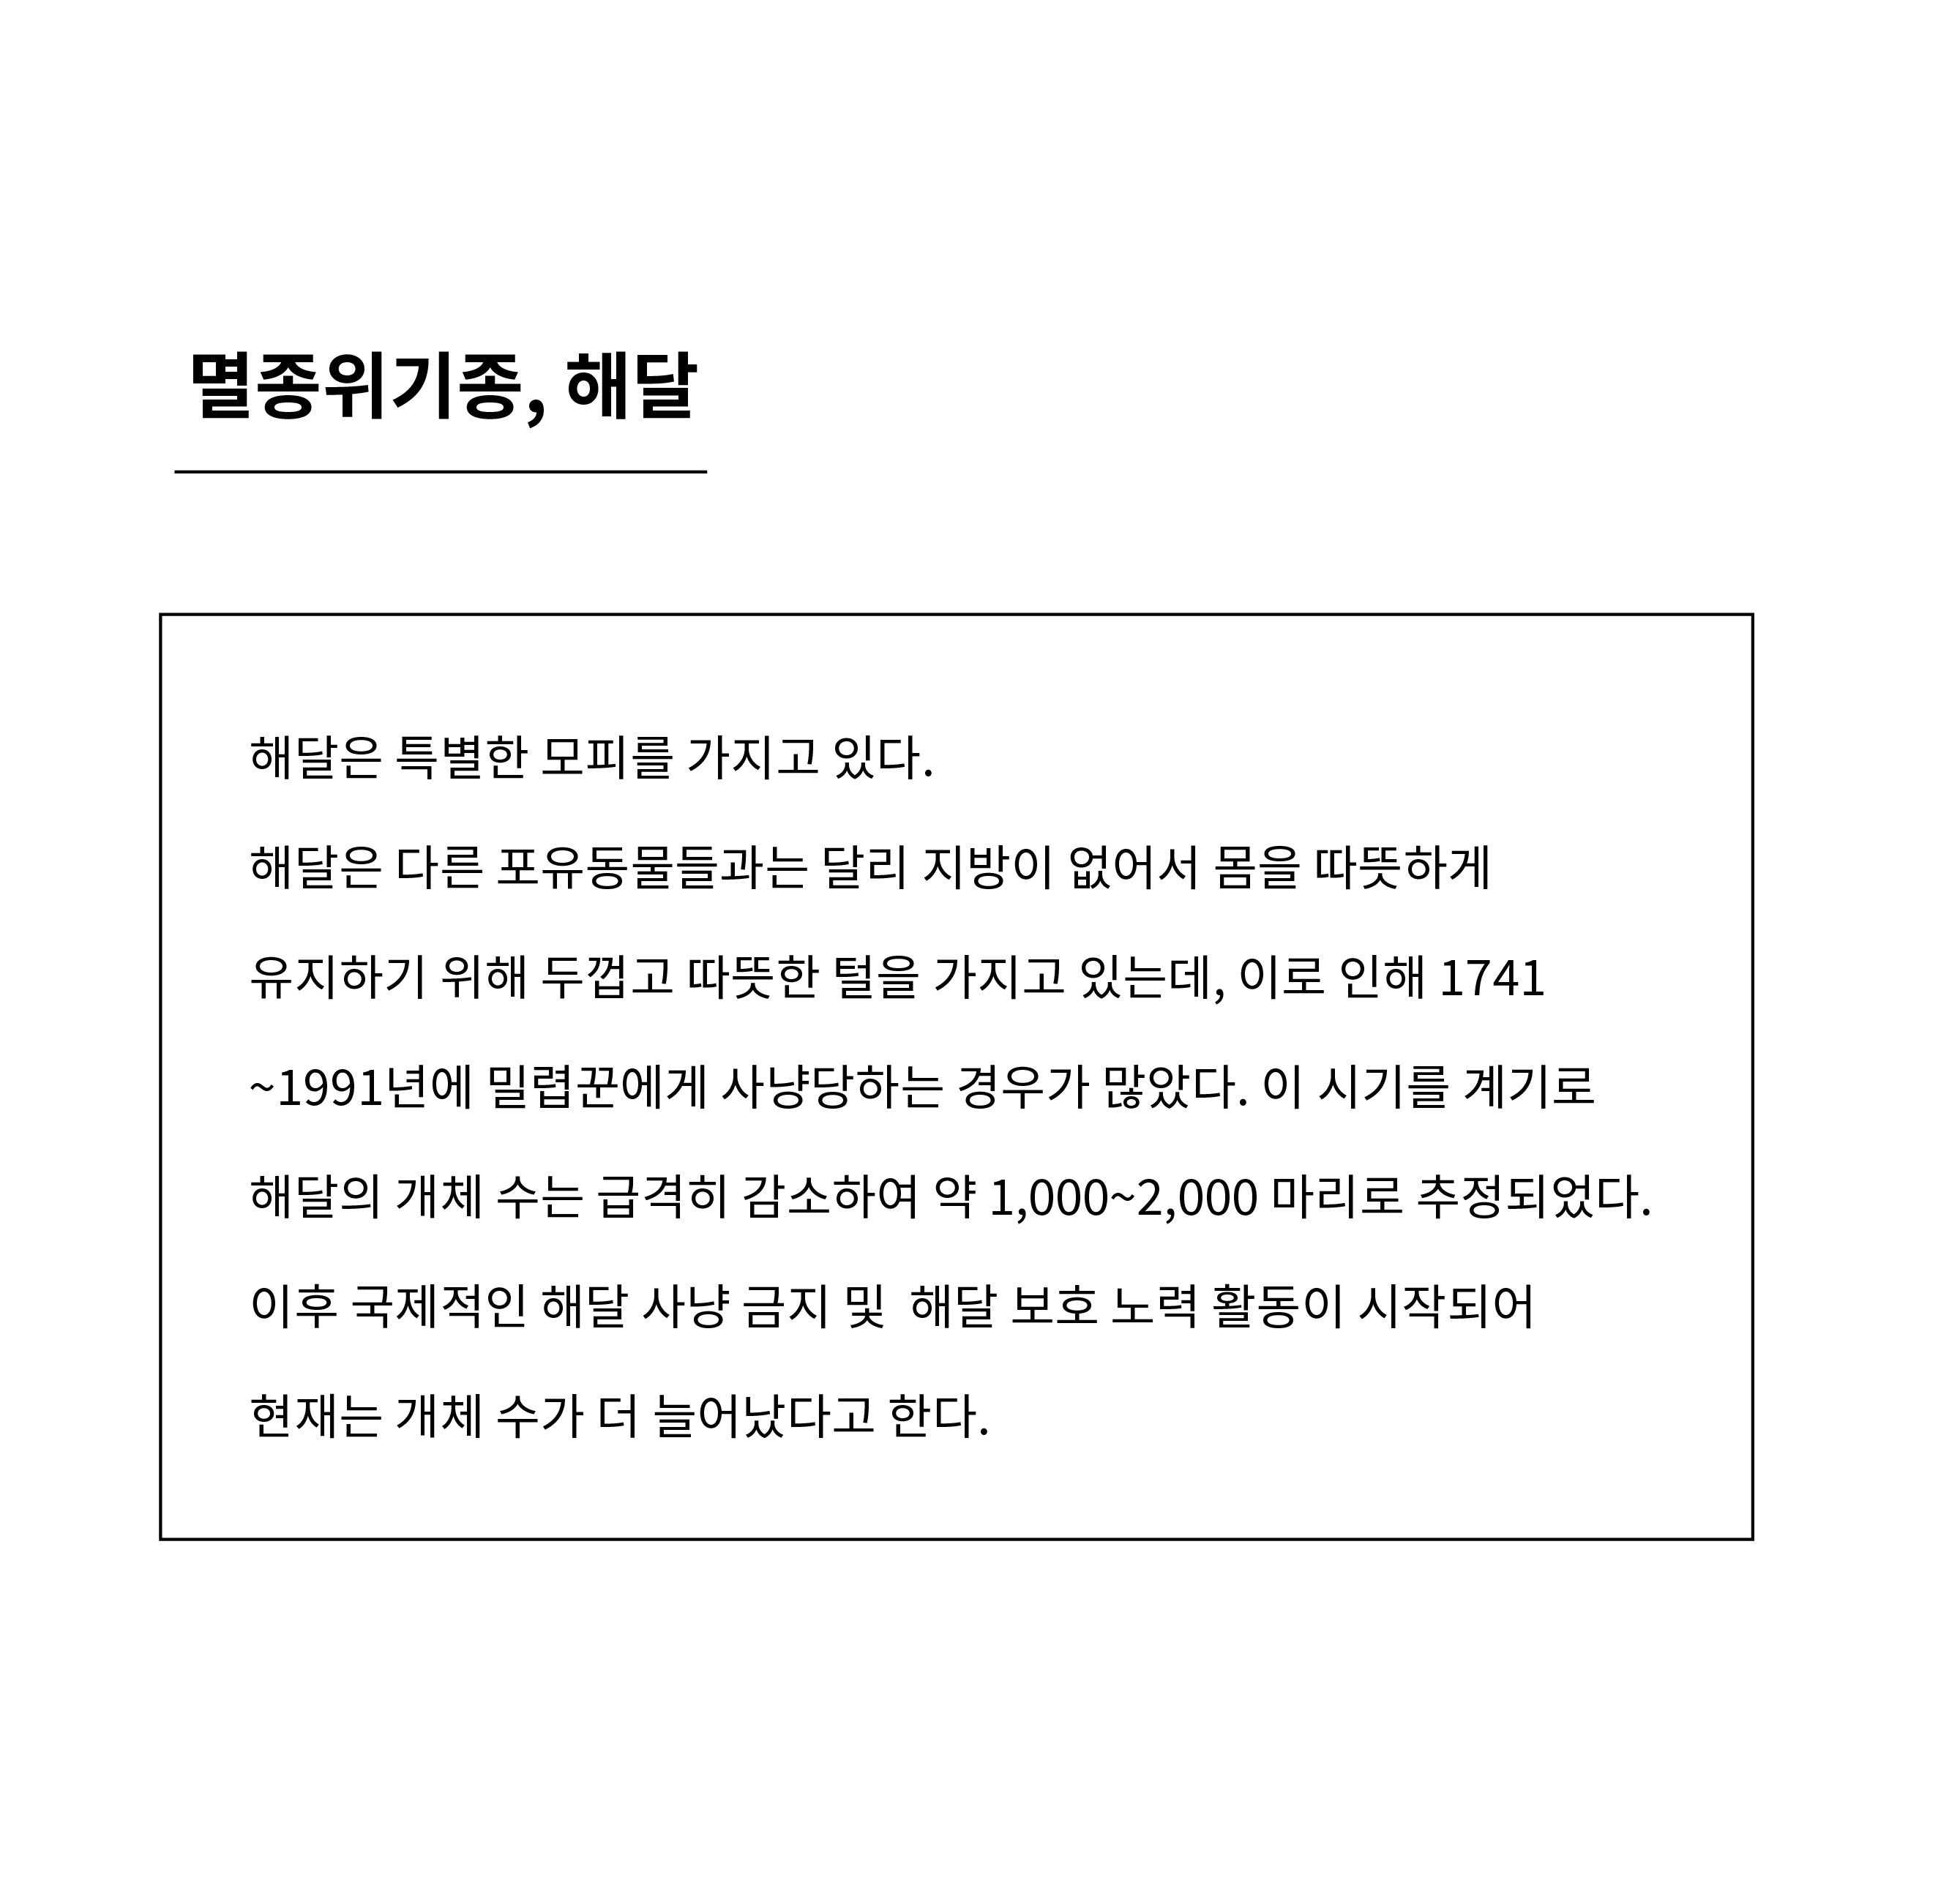 멸종위기종, 해달
해달은 특별한 모피를 가지고 있다.
해달은 다른 포유동물들과는 달리 지방이 없어서 몸을 따뜻하게
유지하기 위해 두껍고 따뜻한 털을 가지고 있는데, 이로 인해 1741
~1991년에 밀렵꾼에게 사냥당하는 경우가 많았다. 이 시기를 계기로
해달의 개체 수는 급격히 감소하여 약 1,000~2,000 마리로 추정되었다.
이후 국제적인 해달 사냥 금지 및 해달 보호 노력 활동이 시작되어
현재는 개체 수가 더 늘어났다고 한다.